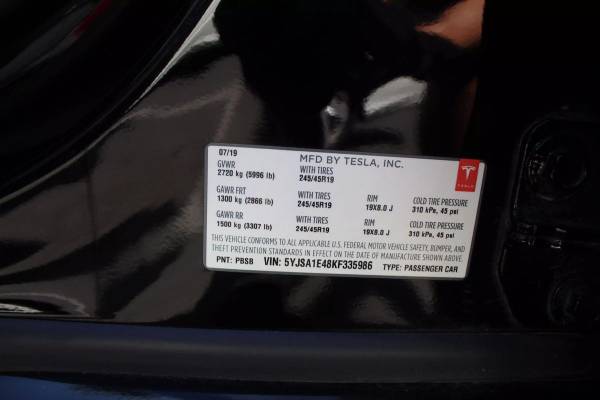 07/19 MFD BY TESLA, INC.
GVWR WITH TIRES
2720 kg (5996 lb) 245/45R19
TESLA
GAWR FRT WITH TIRES RIM COLD TIRE PRESSURE
1300 kg (2866 lb) 245/45R19 19X8.0 J 310 kPa, 45 psi
GAWR RR WITH TIRES RIM COLD TIRE PRESSURE
1500 kg (3307 lb) 245/45R19 19X8.0 J 310 kPa, 45 psi
THIS VEHICLE CONFORMS TO ALL APPLICABLE U.S. FEDERAL MOTOR VEHICLE SAFETY, BUMPER, AND
THEFT PREVENTION STANDARDS IN EFFECT ON THE DATE OF MANUFACTURE SHOWN ABOVE.
PNT: PBSB VIN: 5YJSA1E48KF335986 TYPE: PASSENGER CAR